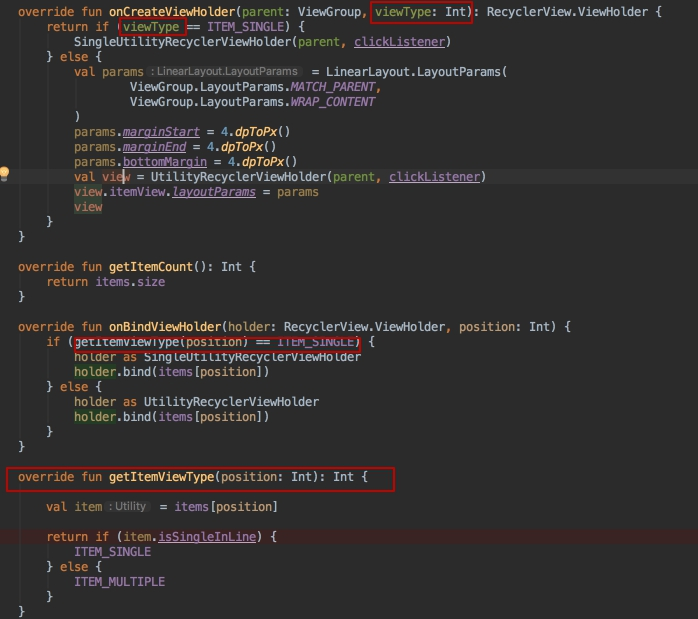 override fun onCreateViewHolder(parent: ViewGroup, viewType: Int): RecyclerView.ViewHolder {
return if (viewType == ITEM_SINGLE) {
SingleUtilityRecyclerViewHolder(parent, clickListener)
} else {
val params : LinearLayout.LayoutParams = LinearLayout.LayoutParams(
ViewGroup.LayoutParams.MATCH_PARENT,
ViewGroup.LayoutParams.WRAP_CONTENT
)
params.marginStart = 4.dpToPx()
params.marginEnd = 4.dpToPx()
params.bottomMargin = 4.dpToPx()
val view = UtilityRecyclerViewHolder(parent, clickListener)
view.itemView.layoutParams = params
view
}
}
override fun getItemCount(): Int {
return items.size
}
override fun onBindViewHolder(holder: RecyclerView.ViewHolder, position: Int) {
if (getItemViewType(position) == ITEM_SINGLE) {
holder as SingleUtilityRecyclerViewHolder
holder.bind(items[position])
} else {
holder as UtilityRecyclerViewHolder
holder.bind(items[position])
}
}
override fun getItemViewType(position: Int): Int {
val item : Utility = items[position]
return if (item.isSingleInLine) {
ITEM_SINGLE
} else {
ITEM_MULTIPLE
}
}